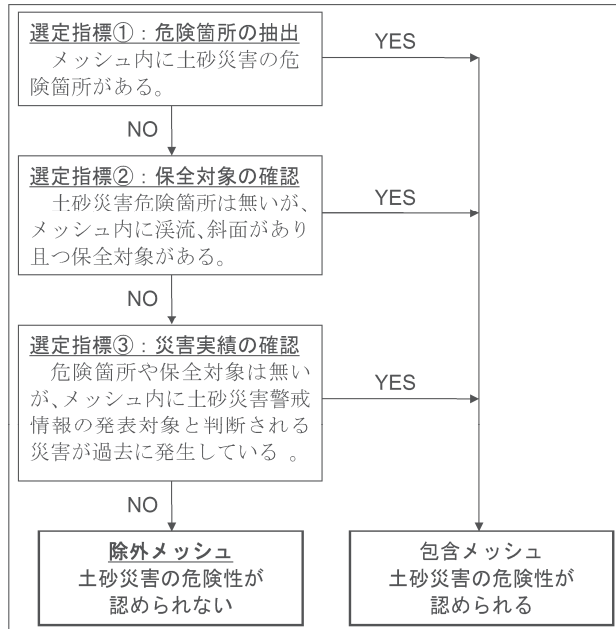 選定指標①：危険箇所の抽出
メッシュ内に土砂災害の危
険箇所がある。
YES
NO
選定指標②：保全対象の確認
土砂災害危険箇所は無いが、
メッシュ内に渓流、斜面があり
且つ保全対象がある。
YES
NO
選定指標③：災害実績の確認
危険箇所や保全対象は無い
が、メッシュ内に土砂災害警戒
情報の発表対象と判断される
災害が過去に発生している 。
YES
NO
除外メッシュ
土砂災害の危険性が
認められない
包含メッシュ
土砂災害の危険性が
認められる